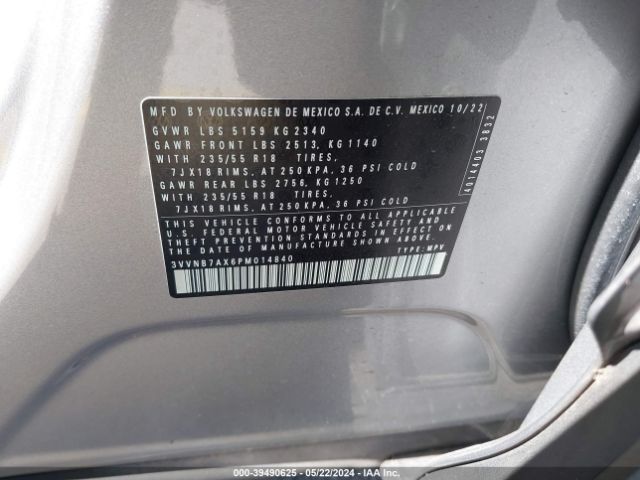 MFD BY VOLKSWAGEN DE MEXICO S.A. DE C.V. MEXICO 10/22
GVWR LBS 5159 KG 2340
GAWR FRONT LBS 2513, KG 1140
WITH 235/55 R18 TIRES,
7JX18 RIMS, AT 250 KPA, 36 PSI COLD
GAWR REAR LBS 2756, KG 1250
WITH 235/55 R18 TIRES,
7JX18 RIMS, AT 250 KPA, 36 PSI COLD
THIS VEHICLE CONFORMS TO ALL APPLICABLE
U.S. FEDERAL MOTOR VEHICLE SAFETY AND
THEFT PREVENTION STANDARDS IN EFFECT ON
THE DATE OF MANUFACTURE SHOWN ABOVE
3VVNB7AX6PM014840 TYPE: MPV
4014403 3B32
000-39490625 - 05/22/2024 - IAA Inc.